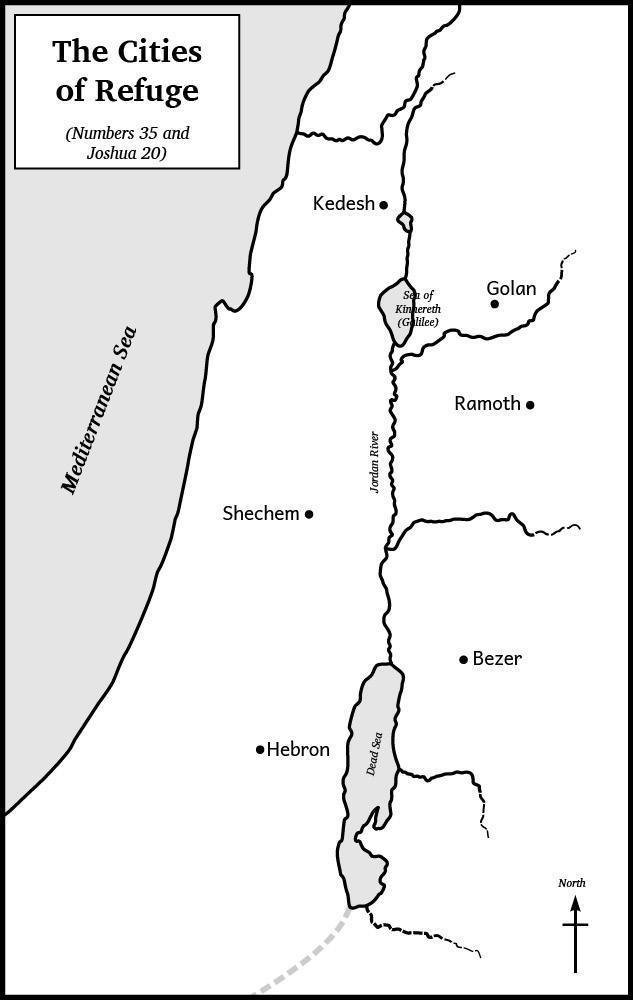 The Cities
of Refuge
(Numbers 35 and
Joshua 20)
Kedesh
Golan
Sea of
Kinnereth
(Galilee)
Mediterranean Sea
Ramoth
Jordan River
Shechem
Bezer
Hebron
Dead Sea
North